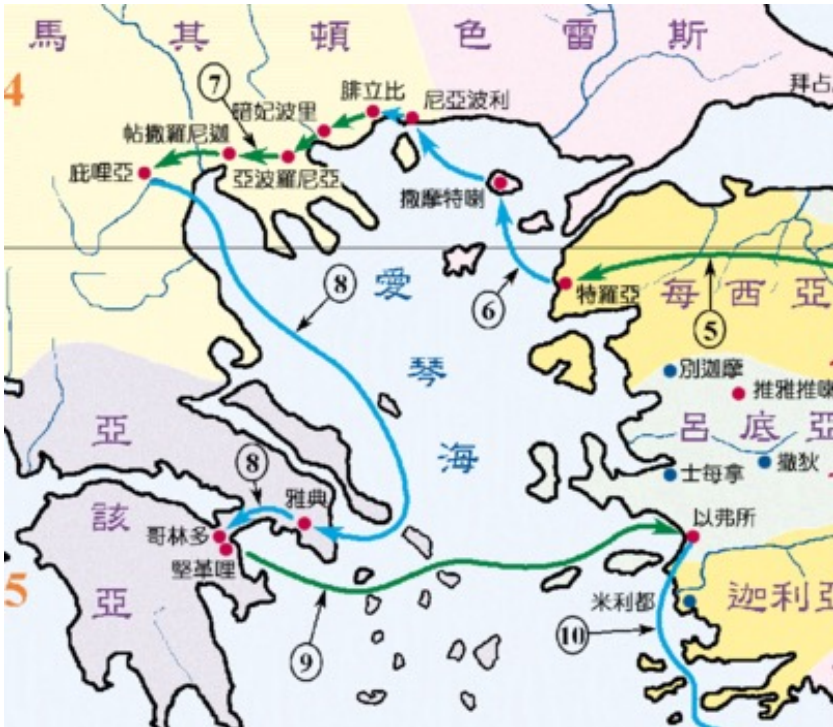 馬其頓
色雷斯
4
拜占
⑦
腓立比
尼亞波利
暗妃波里
帖撒羅尼迦
庇哩亞
亞波羅尼亞
撒摩特喇
⑧
愛琴海
⑥
特羅亞
每西亞
⑤
別迦摩
推雅推喇
呂底亞
亞該亞
⑧
士每拿
撒狄
雅典
哥林多
堅革哩
以弗所
5
米利都
迦利亞
⑨
⑩